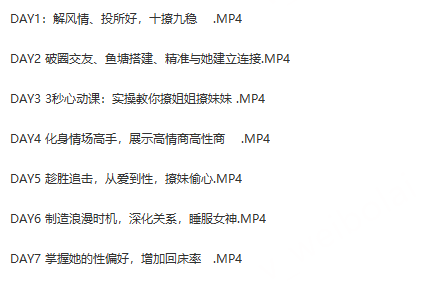 DAY1：解风情、投所好，十撩九稳 .MP4
DAY2 破圈交友、鱼塘搭建、精准与她建立连接.MP4
DAY3 3秒心动课：实操教你撩姐姐撩妹妹 .MP4
DAY4 化身情场高手，展示高情商高性商 .MP4
DAY5 趁胜追击，从爱到性，撩妹偷心.MP4
DAY6 制造浪漫时机，深化关系，睡服女神.MP4
DAY7 掌握她的性偏好，增加回床率 .MP4